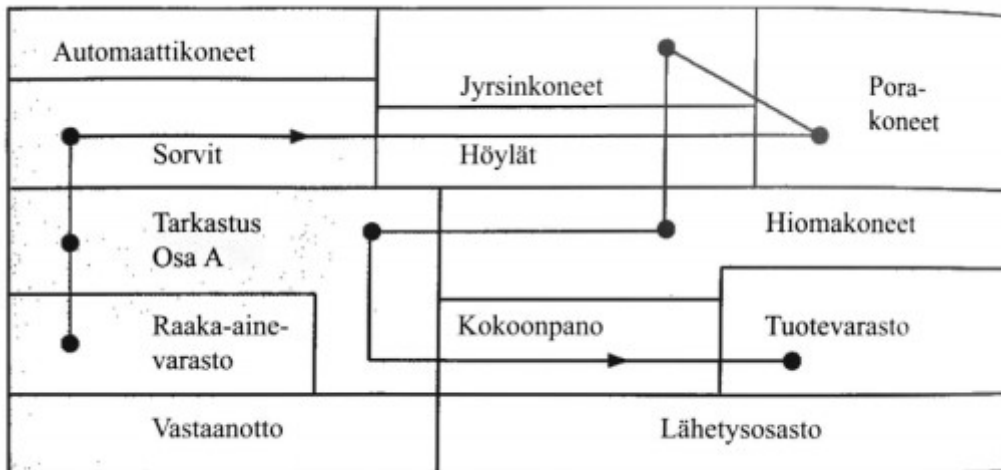 Automaattikoneet
Jyrsinkoneet
Pora-
koneet
Sorvit
Höylät
Tarkastus
Osa A
Hiomakoneet
Raaka-aine-
varasto
Kokoonpano
Tuotevarasto
Vastaanotto
Lähetysosasto